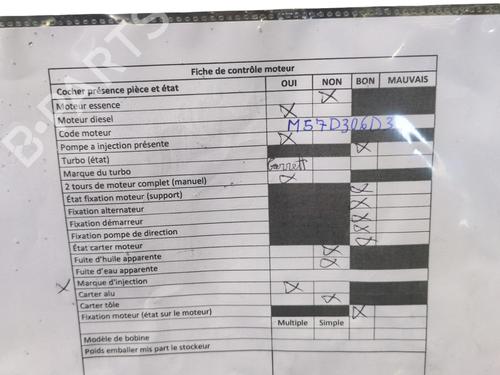 B-PARTS
Fiche de contrôle moteur
Cocher présence pièce et état OUI NON BON MAUVAIS
Moteur essence
Moteur diesel
Code moteur M57D306D3
Pompe a injection présente
Turbo (état)
Marque du turbo Garrett
2 tours de moteur complet (manuel)
État fixation moteur (support)
Fixation alternateur
Fixation démarreur
Fixation pompe de direction
État carter moteur
Fuite d'huile apparente
Fuite d'eau apparente
Marque d'injection
Carter alu
Carter tôle
Fixation moteur (état sur le moteur)
Multiple Simple
Modèle de bobine
Poids emballer mis part le stockeur